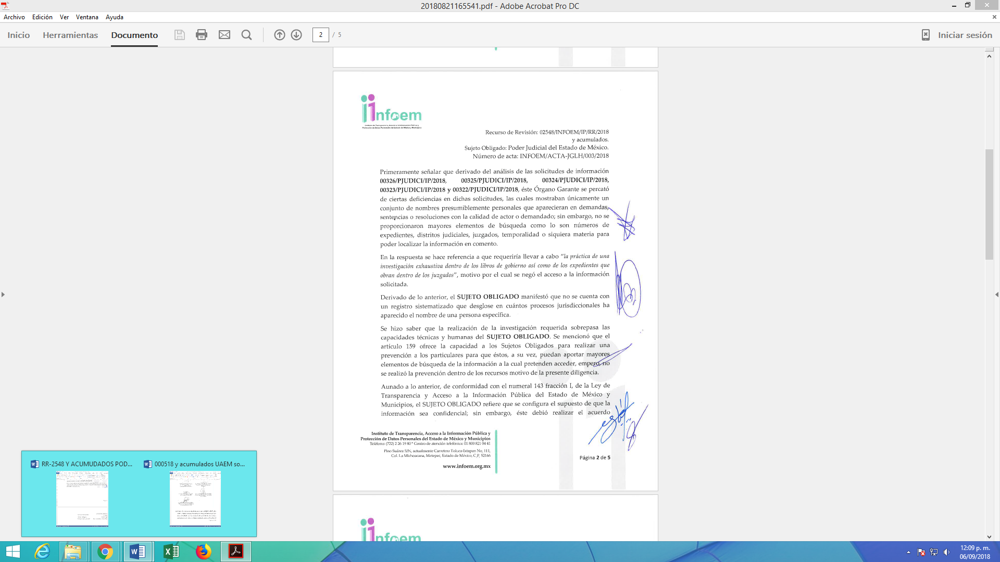 20180821165541.pdf - Adobe Acrobat Pro DC
Archivo Edición Ver Ventana Ayuda
Inicio Herramientas Documento 2 / 5 Iniciar sesión
infoem
Instituto de Transparencia, Acceso a la Información Pública y
Protección de Datos Personales del Estado de México y Municipios
Recurso de Revisión: 02548/INFOEM/IP/RR/2018
y acumulados.
Sujeto Obligado: Poder Judicial del Estado de México.
Número de acta: INFOEM/ACTA-JGLH/003/2018
Primeramente señalar que derivado del análisis de las solicitudes de información
00326/PJUDICI/IP/2018, 00325/PJUDICI/IP/2018, 00324/PJUDICI/IP/2018,
00323/PJUDICI/IP/2018 y 00322/PJUDICI/IP/2018, éste Órgano Garante se percató
de ciertas deficiencias en dichas solicitudes, las cuales mostraban únicamente un
conjunto de nombres presumiblemente personales que aparecieran en demandas,
sentencias o resoluciones con la calidad de actor o demandado; sin embargo, no se
proporcionaron mayores elementos de búsqueda como lo son números de
expedientes, distritos judiciales, juzgados, temporalidad o siquiera materia para
poder localizar la información en comento.
En la respuesta se hace referencia a que requeriría llevar a cabo “la práctica de una
investigación exhaustiva dentro de los libros de gobierno así como de los expedientes que
obran dentro de los juzgados”, motivo por el cual se negó el acceso a la información
solicitada.
Derivado de lo anterior, el SUJETO OBLIGADO manifestó que no se cuenta con
un registro sistematizado que desglose en cuántos procesos jurisdiccionales ha
aparecido el nombre de una persona específica.
Se hizo saber que la realización de la investigación requerida sobrepasa las
capacidades técnicas y humanas del SUJETO OBLIGADO. Se mencionó que el
artículo 159 ofrece la capacidad a los Sujetos Obligados para realizar una
prevención a los particulares para que éstos, a su vez, puedan aportar mayores
elementos de búsqueda de la información a la cual pretenden acceder, empero, no
se realizó la prevención dentro de los recursos motivo de la presente diligencia.
Aunado a lo anterior, de conformidad con el numeral 143 fracción I, de la Ley de
Transparencia y Acceso a la Información Pública del Estado de México y
Municipios, el SUJETO OBLIGADO refiere que se configura el supuesto de que la
información sea confidencial; sin embargo, éste debió realizar el acuerdo
Instituto de Transparencia, Acceso a la Información Pública y
Protección de Datos Personales del Estado de México y Municipios
Teléfono: (722) 2 26 19 80 * Centro de atención telefónica: 01 800 821 04 41
Pino Suárez S/N, actualmente Carretera Toluca-Ixtapan No. 111,
Col. La Michoacana, Metepec, Estado de México, C.P. 52166
www.infoem.org.mx
Página 2 de 5
infoem
RR-2548 Y ACUMUDADOS POD... 000518 y acumulados UAEM so...
12:09 p. m.
06/09/2018